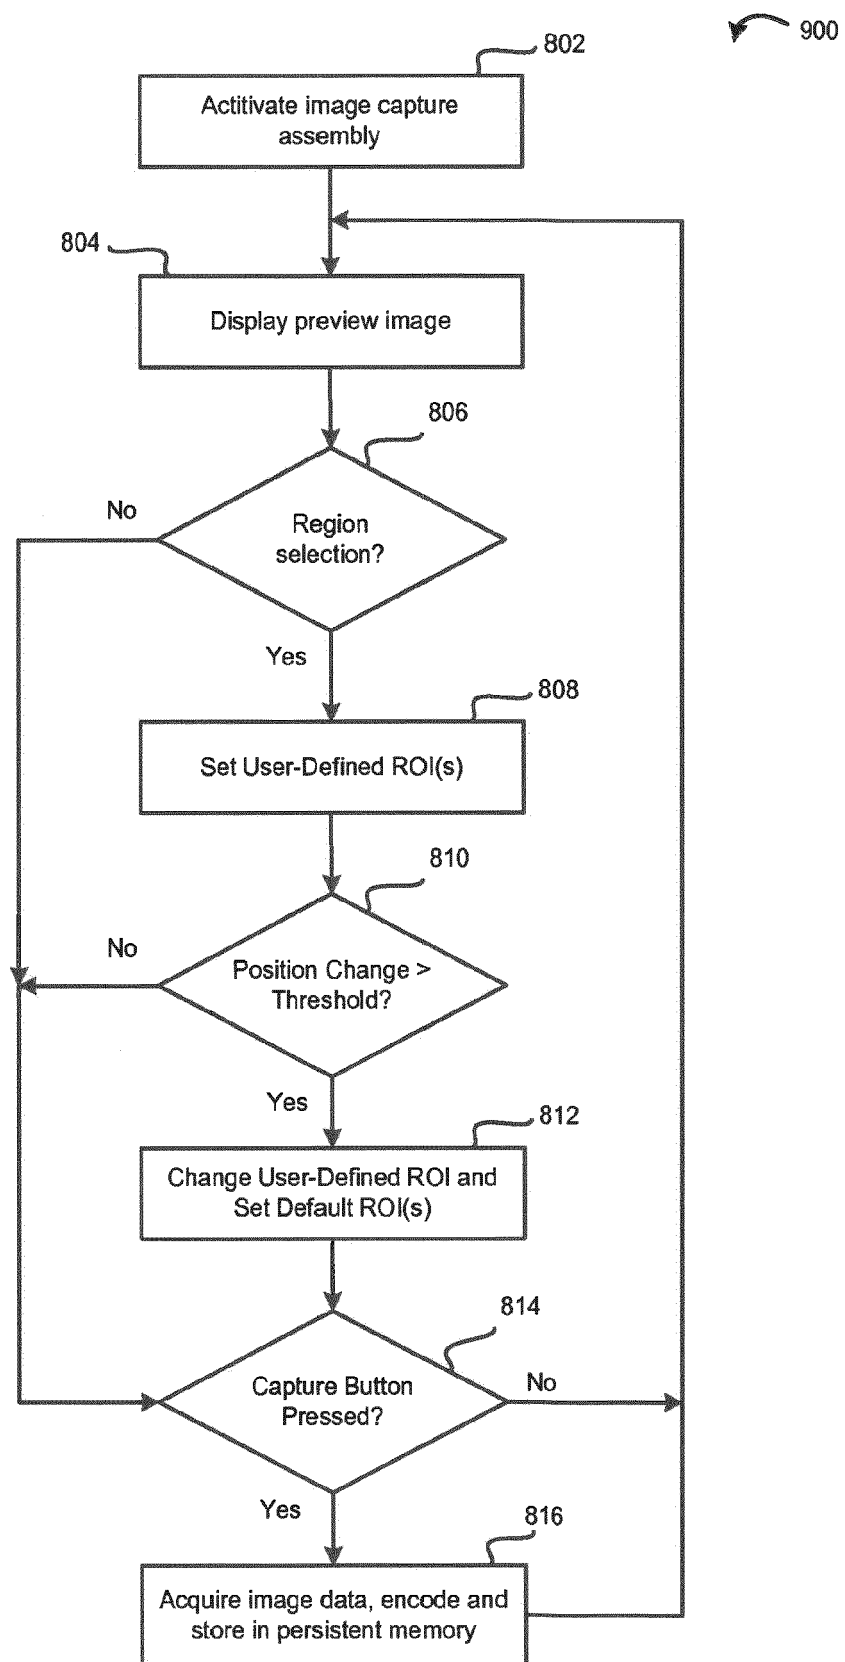 900
802
Actitivate image capture
assembly
804
Display preview image
806
No
Region
selection?
Yes
808
Set User-Defined ROI(s)
810
No
Position Change >
Threshold?
Yes
812
Change User-Defined ROI and
Set Default ROI(s)
814
Capture Button
Pressed?
No
Yes
816
Acquire image data, encode and
store in persistent memory